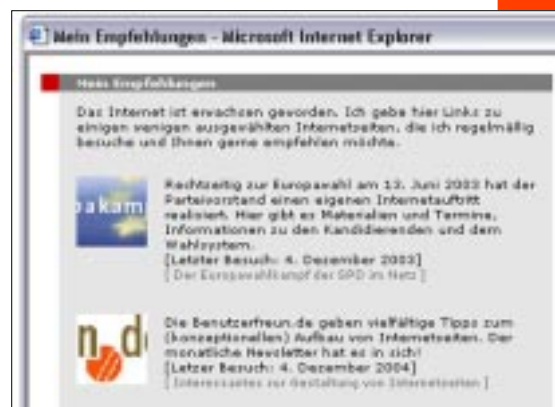 Mein Empfehlungen - Microsoft Internet Explorer
Mein Empfehlungen
Das Internet ist erwachsen geworden. Ich gebe hier Links zu
einigen wenigen ausgewählten Internetseiten, die ich regelmäßig
besuche und Ihnen gerne empfehlen möchte.
pakam
Rechtzeitig zur Europawahl am 13. Juni 2003 hat der
Parteivorstand einen eigenen Internetauftritt
realisiert. Hier gibt es Materialien und Termine,
Informationen zu den Kandidierenden und dem
Wahlsystem.
[Letzter Besuch: 4. Dezember 2003]
[ Der Europawahlkampf der SPD im Netz ]
n_de
Die Benutzerfreun.de geben vielfältige Tipps zum
(konzeptionellen) Aufbau von Internetseiten. Der
monatliche Newsletter hat es in sich!
[Letzer Besuch: 4. Dezember 2004]
[ Interessantes zur Gestaltung von Internetseiten ]